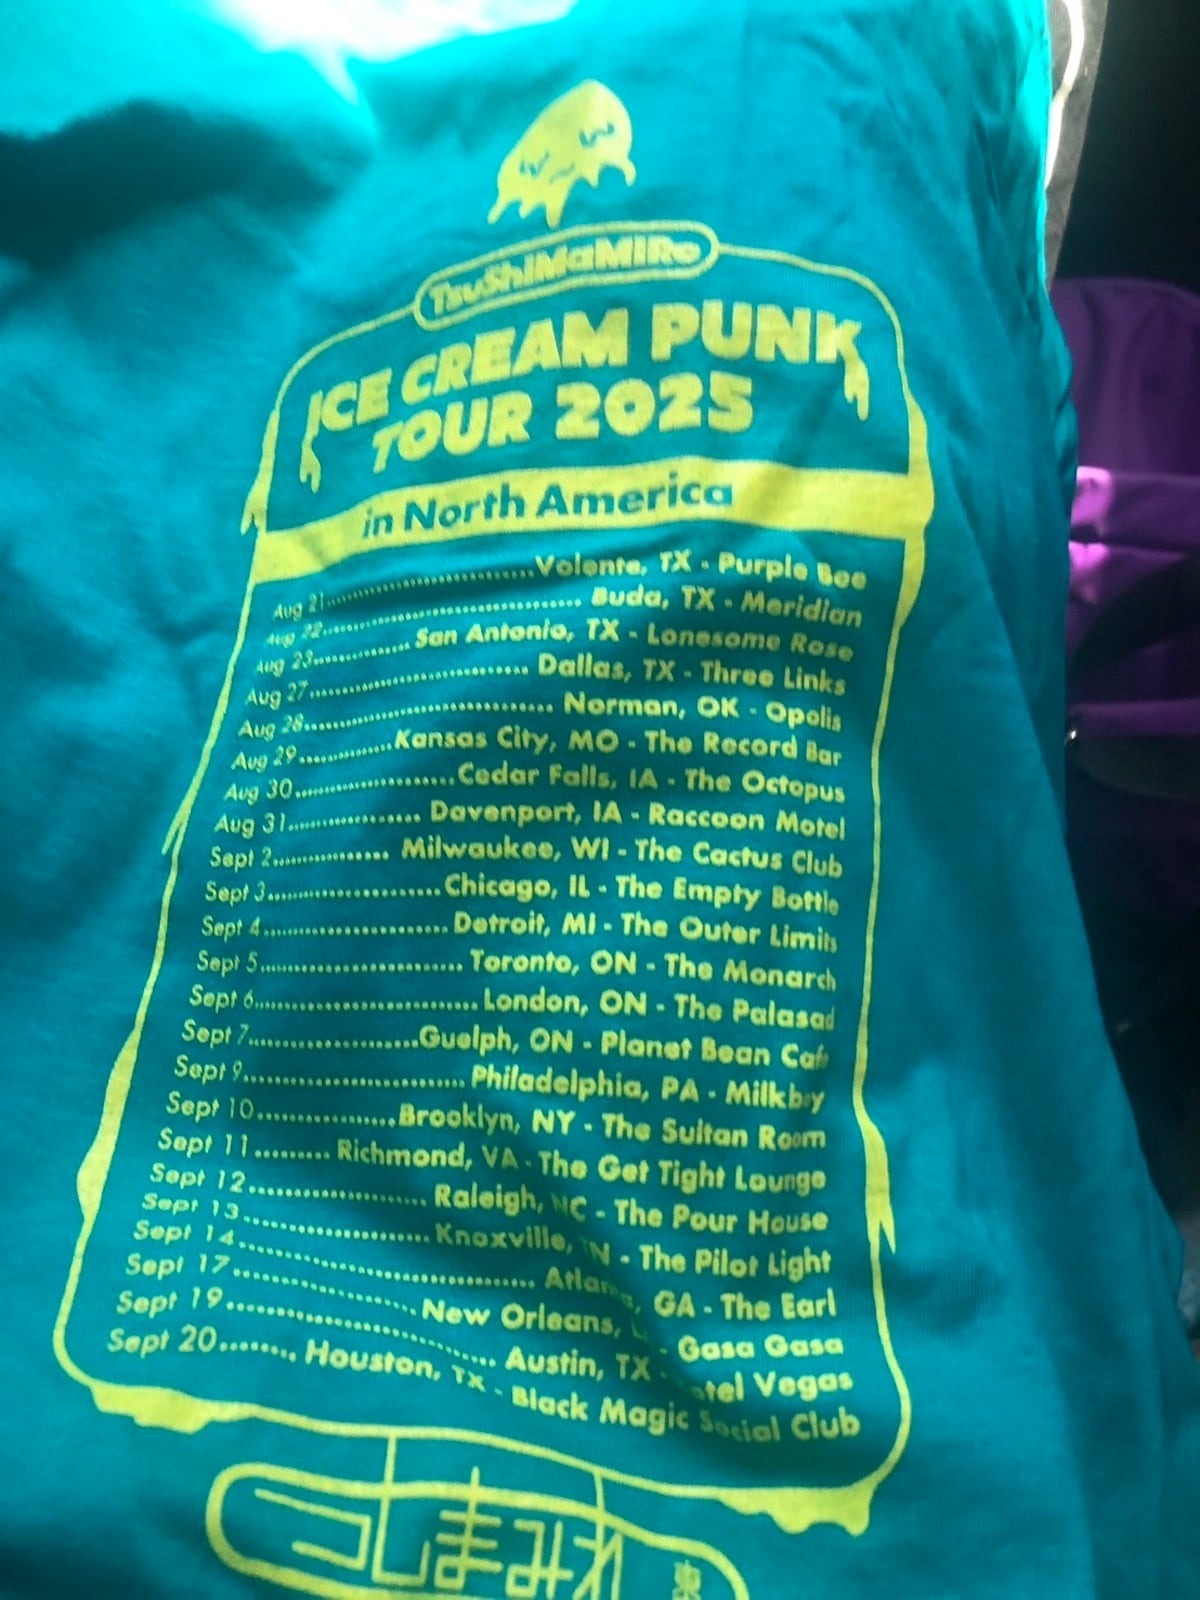 TsuShiMaMiRe
ICE CREAM PUNK
TOUR 2025
in North America
Aug 21..............................Volente, TX - Purple Bee
Aug 22.................................... Buda, TX - Meridian
Aug 23............. San Antonio, TX - Lonesome Rose
Aug 27............................. Dallas, TX - Three Links
Aug 28................................. Norman, OK - Opolis
Aug 29............Kansas City, MO - The Record Bar
Aug 30.....................Cedar Falls, IA - The Octopus
Aug 31.................. Davenport, IA - Raccoon Motel
Sept 2............... Milwaukee, WI - The Cactus Club
Sept 3......................Chicago, IL - The Empty Bottle
Sept 4........................Detroit, MI - The Outer Limits
Sept 5.......................... Toronto, ON - The Monarch
Sept 6.............................London, ON - The Palasad
Sept 7......................Guelph, ON - Planet Bean Cafe
Sept 9............................ Philadelphia, PA - Milkboy
Sept 10.................Brooklyn, NY - The Sultan Room
Sept 11......... Richmond, VA - The Get Tight Lounge
Sept 12....................... Raleigh, NC - The Pour House
Sept 13........................Knoxville, TN - The Pilot Light
Sept 14...................................... Atlanta, GA - The Earl
Sept 17........................New Orleans, - Gasa Gasa
Sept 19.................................. Austin, TX - Hotel Vegas
Sept 20........ Houston, TX - Black Magic Social Club
つしまみれ